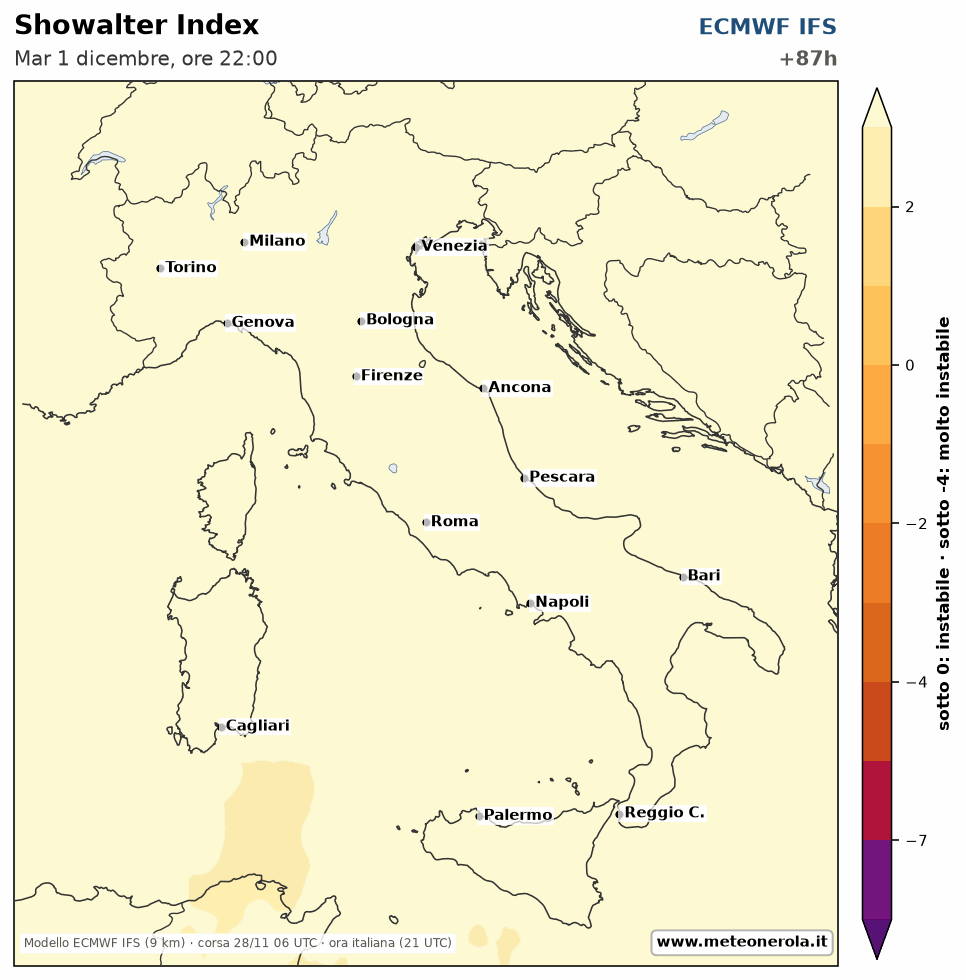 Showalter Index
ECMWF IFS
Mar 1 dicembre, ore 22:00
+87h
Milano
Venezia
Torino
Genova
Bologna
Firenze
Ancona
Pescara
Roma
Bari
Napoli
Cagliari
Palermo
Reggio C.
2
0
−2
−4
−7
sotto 0: instabile · sotto -4: molto instabile
Modello ECMWF IFS (9 km) · corsa 28/11 06 UTC · ora italiana (21 UTC)
www.meteonerola.it